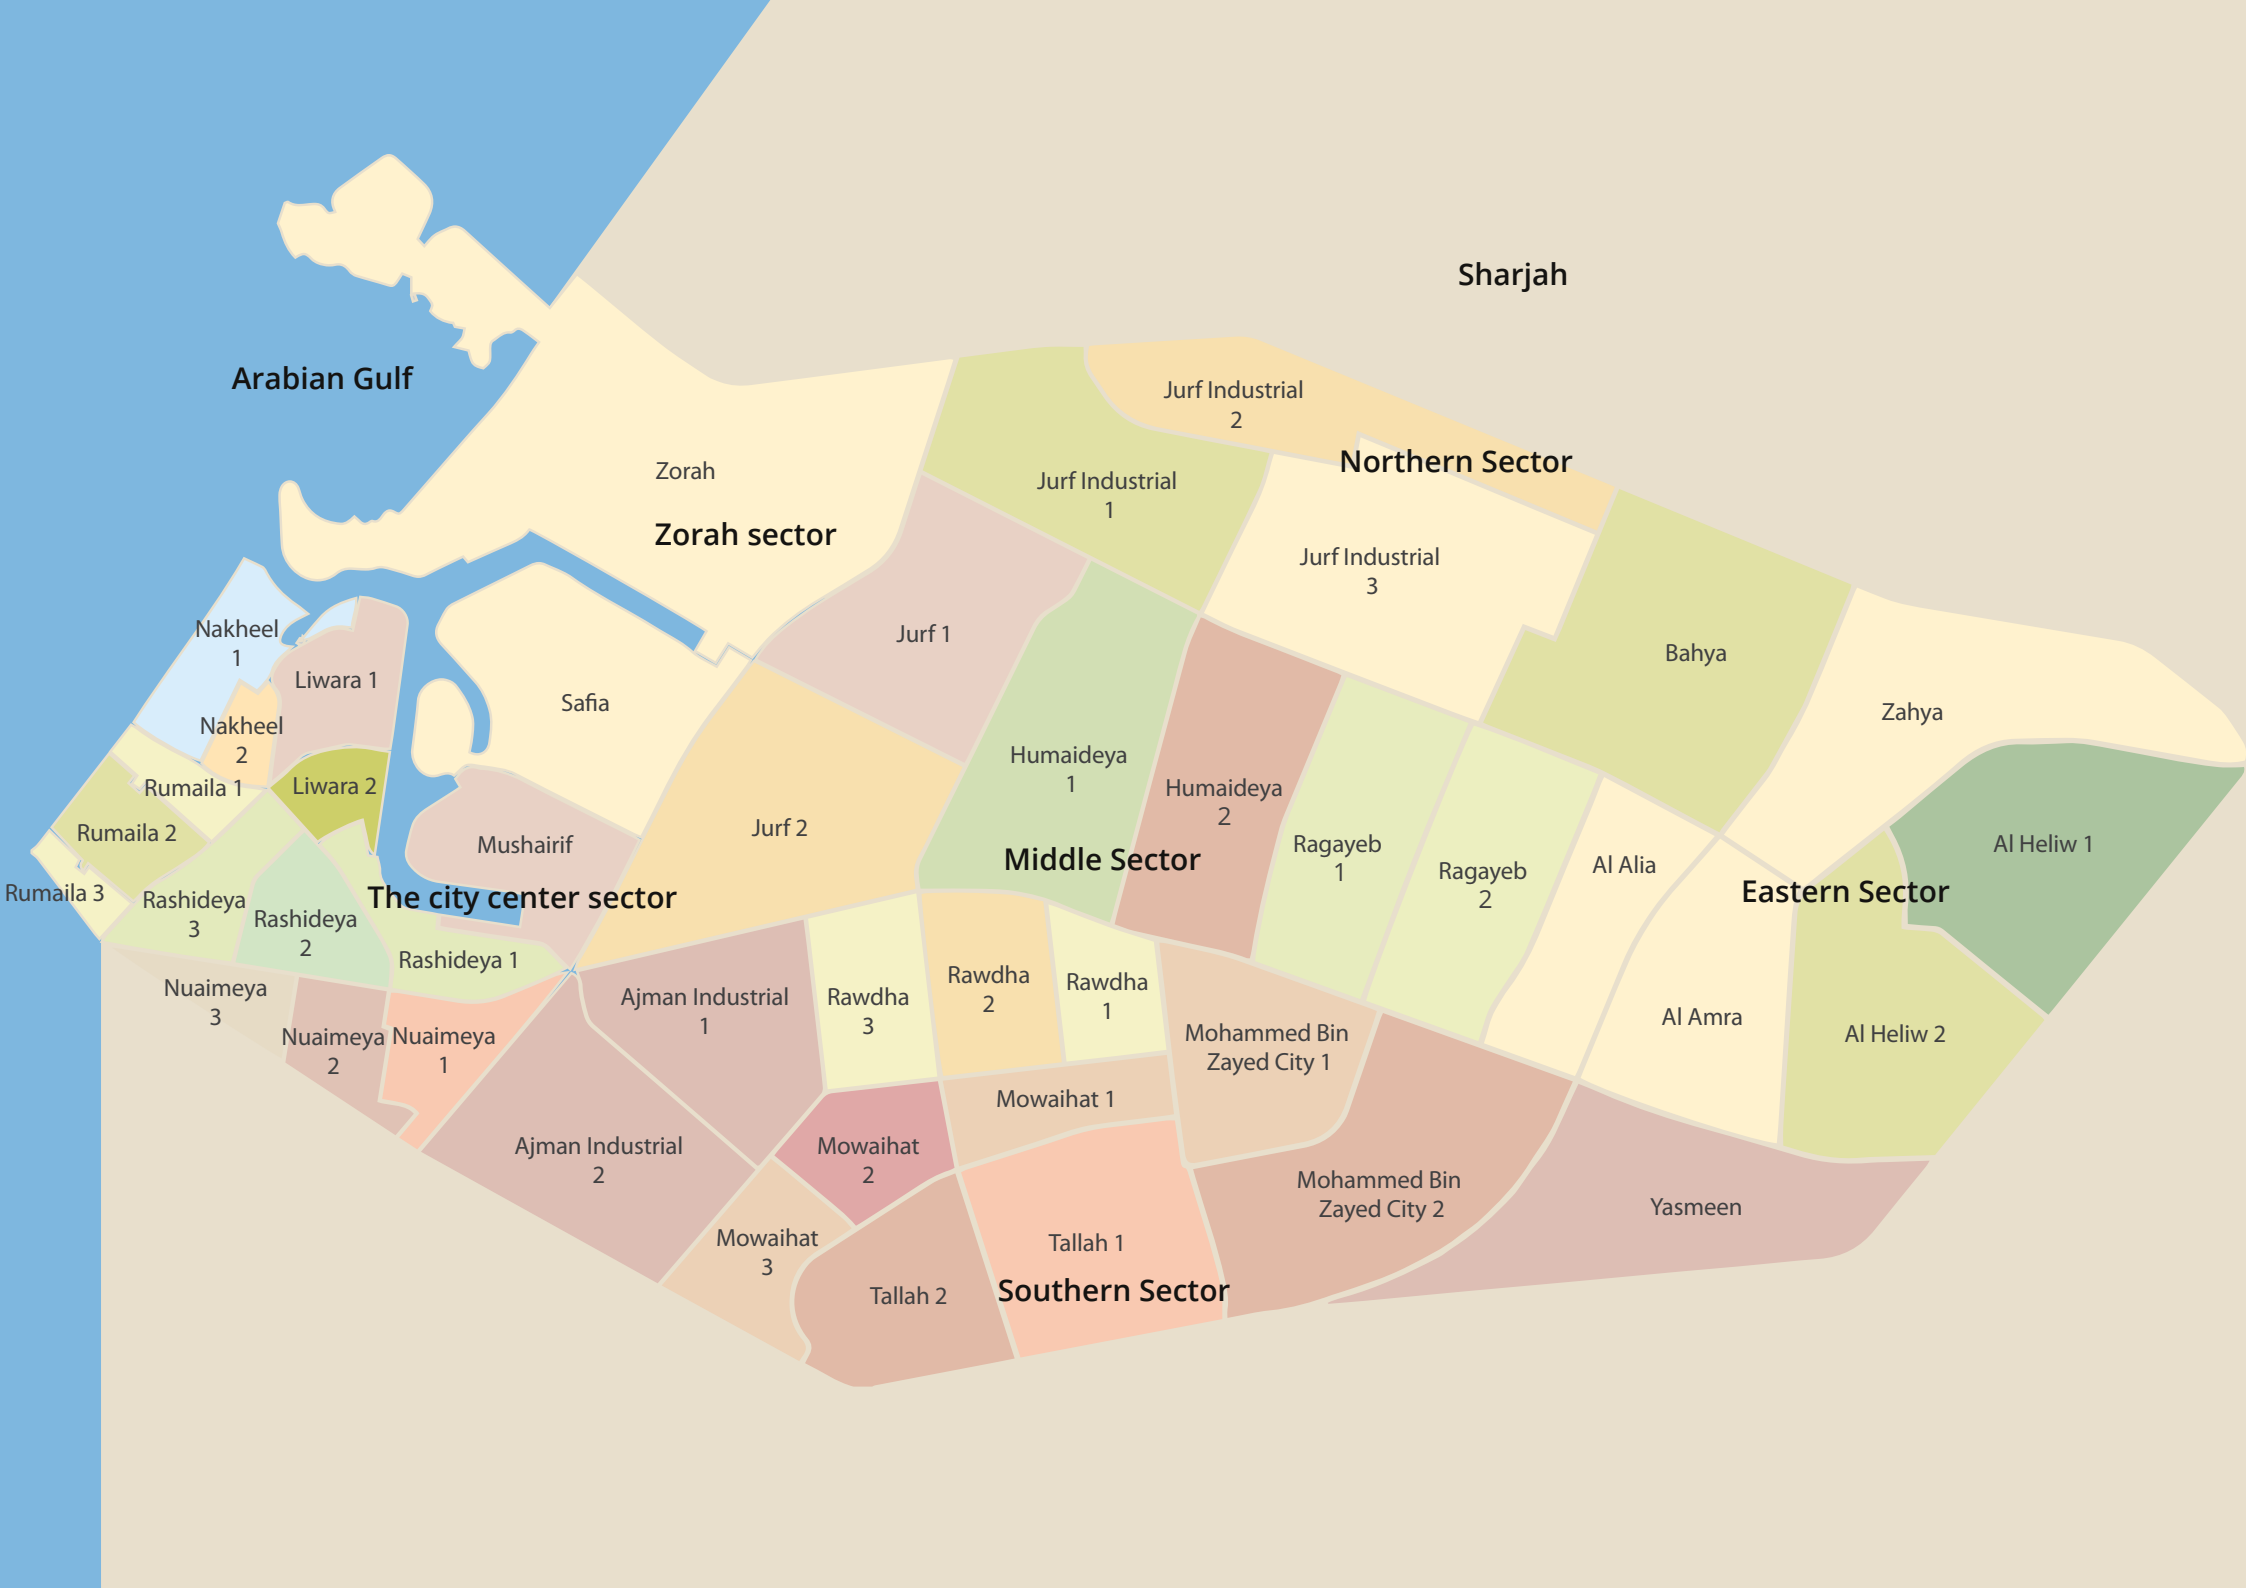 Sharjah
Arabian Gulf
Jurf Industrial
2
Northern Sector
Zorah
Zorah sector
Jurf Industrial
1
Jurf Industrial
3
Nakheel
1
Liwara 1
Safia
Jurf 1
Bahya
Zahya
Nakheel
2
Rumaila 1
Liwara 2
Rumaila 2
Mushairif
Jurf 2
Humaideya
1
Humaideya
2
Middle Sector
Ragayeb
1
Ragayeb
2
Al Alia
Al Heliw 1
Eastern Sector
Rumaila 3
Rashideya
3
Rashideya
2
The city center sector
Rashideya 1
Nuaimeya
3
Nuaimeya
2
Nuaimeya
1
Ajman Industrial
1
Rawdha
3
Rawdha
2
Rawdha
1
Mohammed Bin
Zayed City 1
Al Amra
Al Heliw 2
Mowaihat 1
Ajman Industrial
2
Mowaihat
2
Mohammed Bin
Zayed City 2
Yasmeen
Mowaihat
3
Tallah 1
Tallah 2
Southern Sector